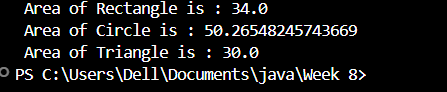 Area of Rectangle is : 34.0
Area of Circle is : 50.26548245743669
Area of Triangle is : 30.0
PS C:\Users\Dell\Documents\java\Week 8>